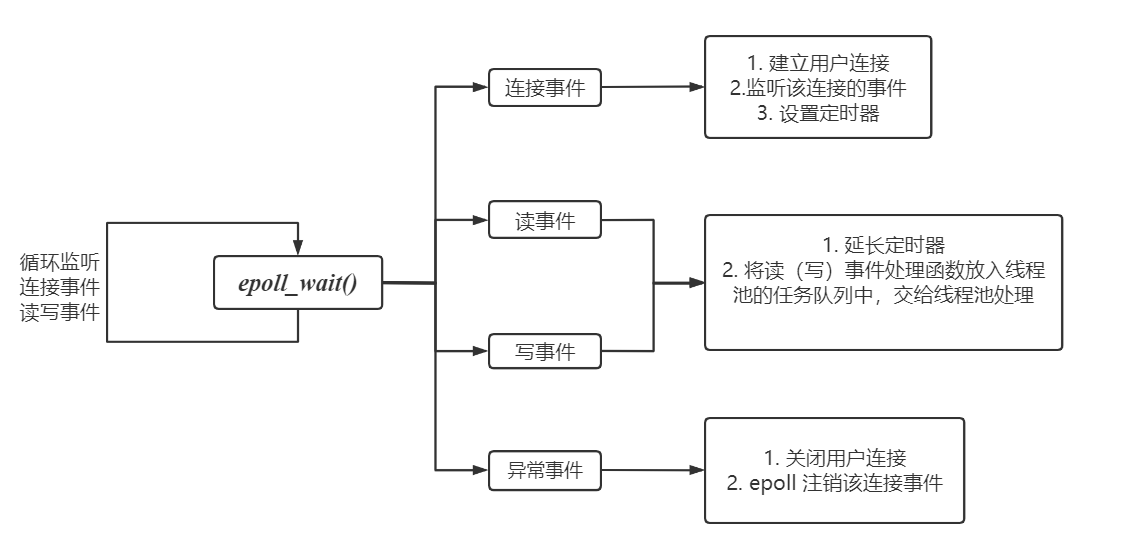 循环监听
连接事件
读写事件
epoll_wait()
连接事件
1. 建立用户连接
2.监听该连接的事件
3. 设置定时器
读事件
写事件
1. 延长定时器
2. 将读（写）事件处理函数放入线程
池的任务队列中，交给线程池处理
异常事件
1. 关闭用户连接
2. epoll 注销该连接事件